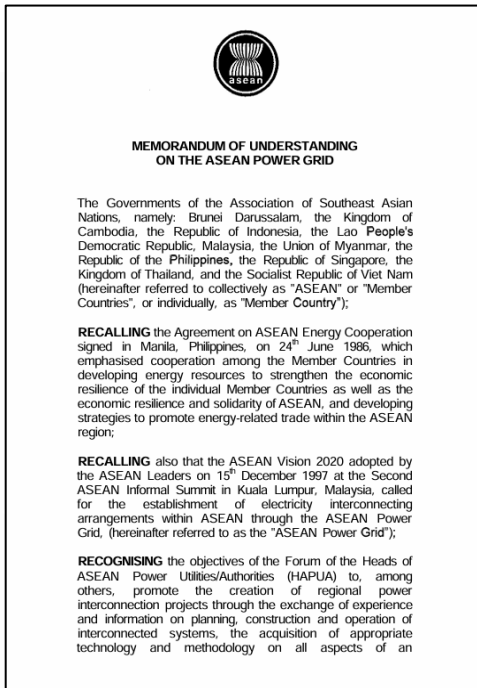 asean
MEMORANDUM OF UNDERSTANDING
ON THE ASEAN POWER GRID
The Governments of the Association of Southeast Asian
Nations, namely: Brunei Darussalam, the Kingdom of
Cambodia, the Republic of Indonesia, the Lao People's
Democratic Republic, Malaysia, the Union of Myanmar, the
Republic of the Philippines, the Republic of Singapore, the
Kingdom of Thailand, and the Socialist Republic of Viet Nam
(hereinafter referred to collectively as "ASEAN" or "Member
Countries", or individually, as "Member Country");
RECALLING the Agreement on ASEAN Energy Cooperation
signed in Manila, Philippines, on 24th June 1986, which
emphasised cooperation among the Member Countries in
developing energy resources to strengthen the economic
resilience of the individual Member Countries as well as the
economic resilience and solidarity of ASEAN, and developing
strategies to promote energy-related trade within the ASEAN
region;
RECALLING also that the ASEAN Vision 2020 adopted by
the ASEAN Leaders on 15th December 1997 at the Second
ASEAN Informal Summit in Kuala Lumpur, Malaysia, called
for the establishment of electricity interconnecting
arrangements within ASEAN through the ASEAN Power
Grid, (hereinafter referred to as the "ASEAN Power Grid");
RECOGNISING the objectives of the Forum of the Heads of
ASEAN Power Utilities/Authorities (HAPUA) to, among
others, promote the creation of regional power
interconnection projects through the exchange of experience
and information on planning, construction and operation of
interconnected systems, the acquisition of appropriate
technology and methodology on all aspects of an